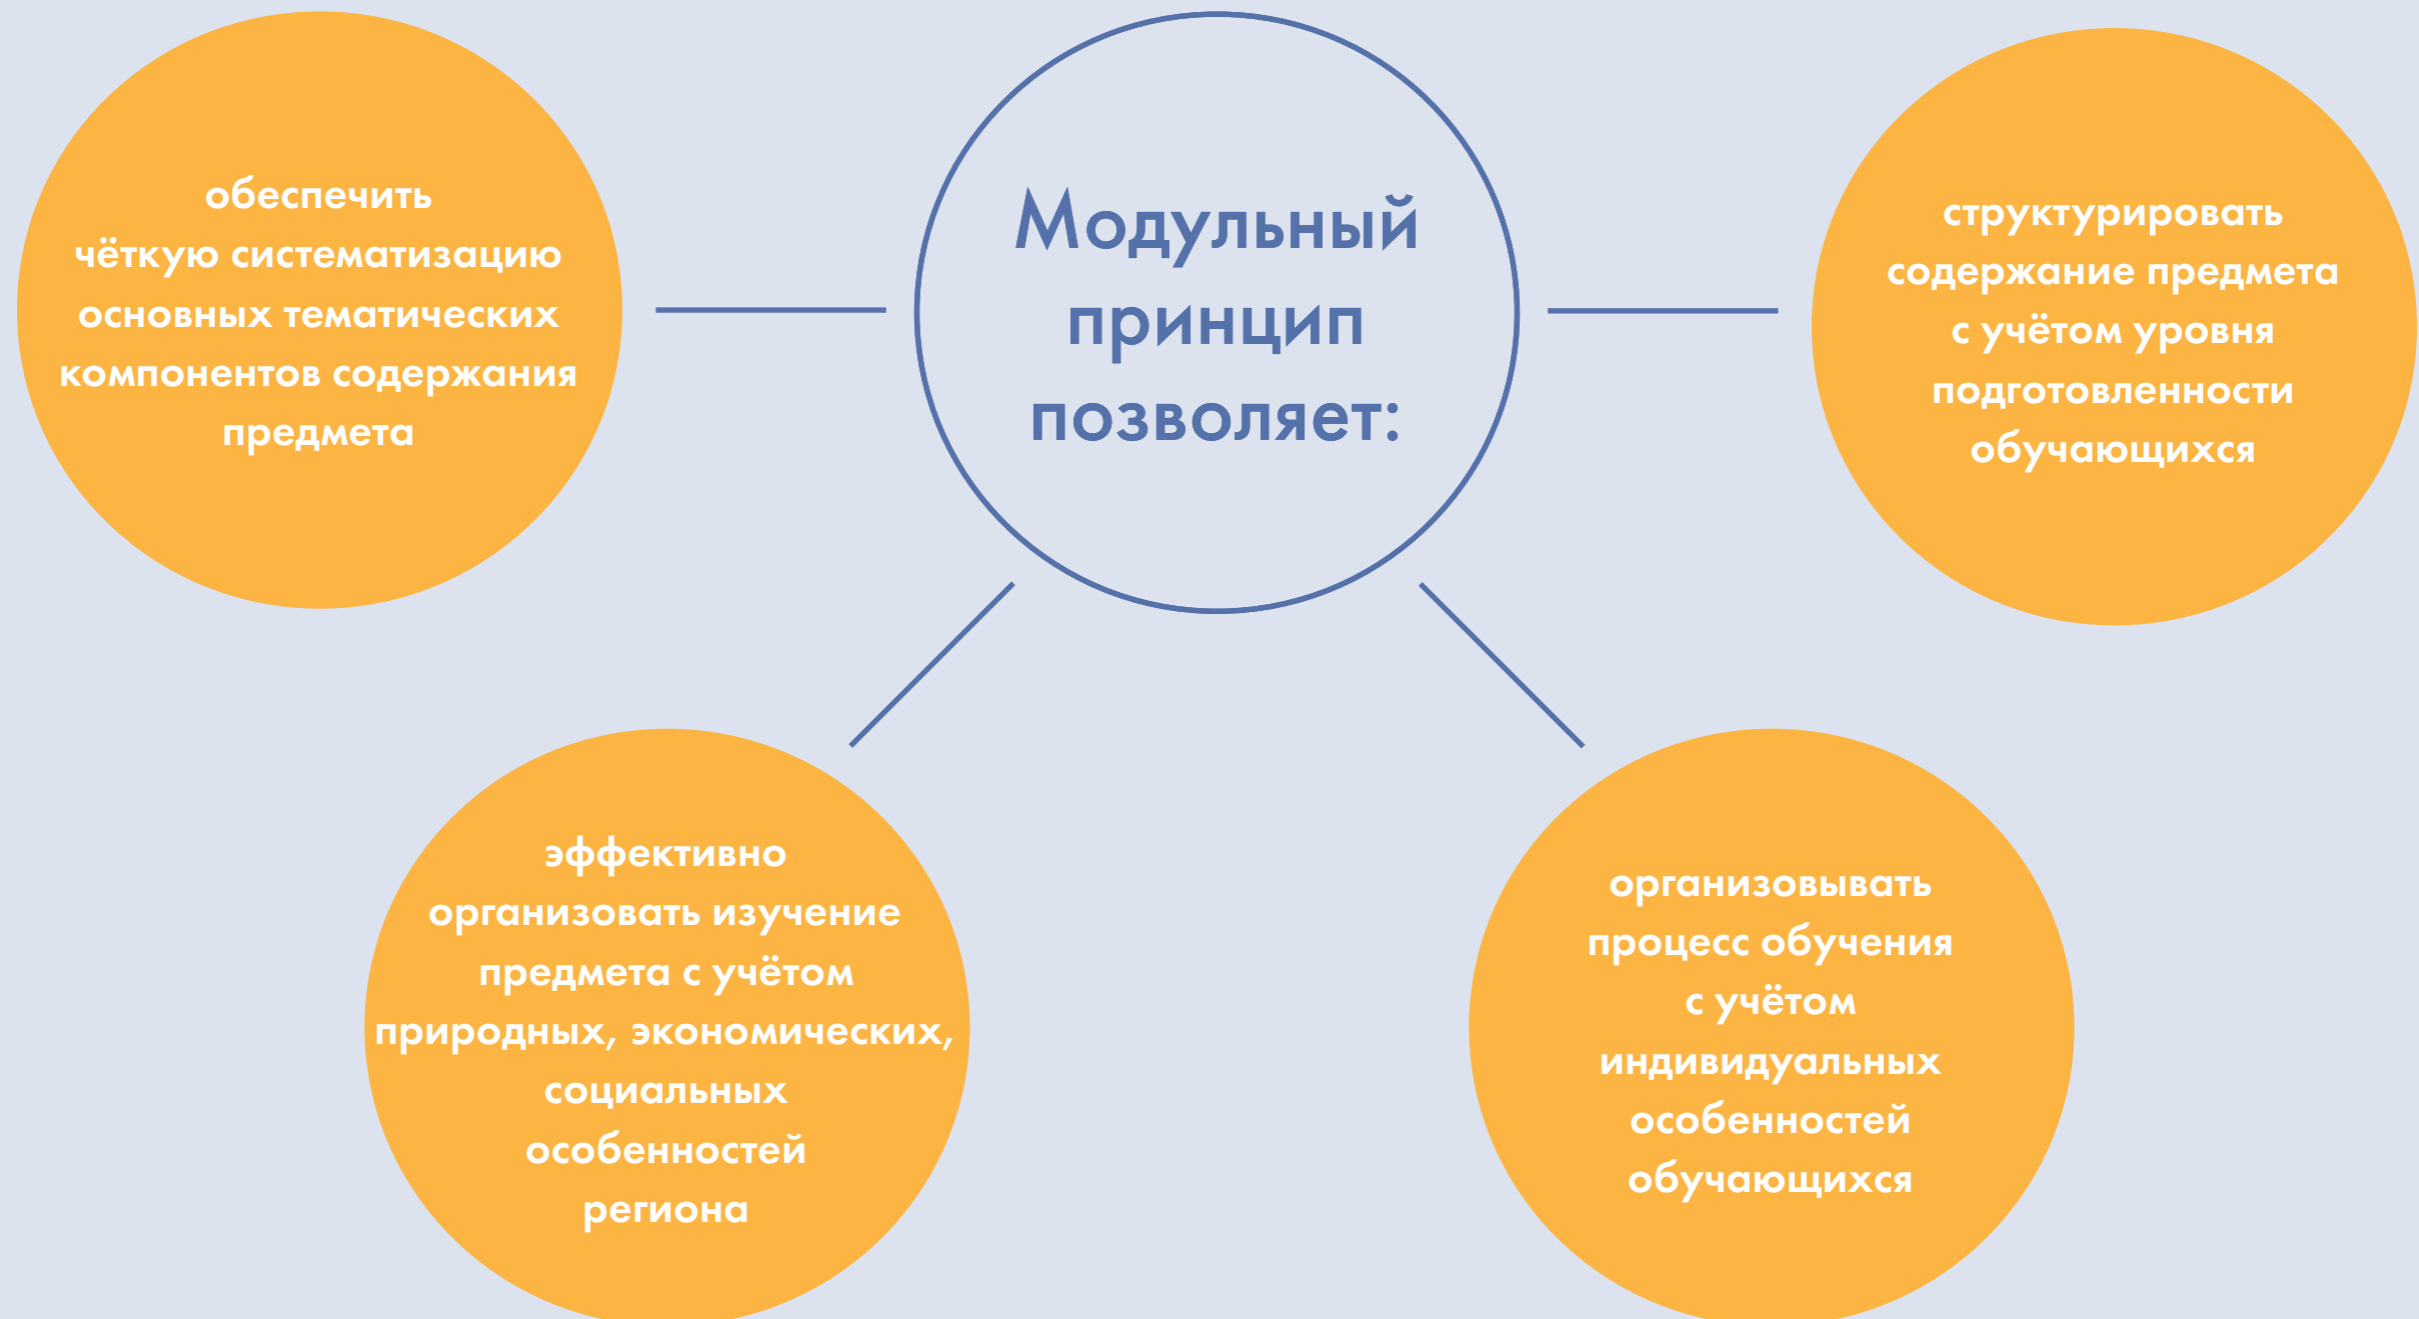 Модульный
принцип
позволяет:
обеспечить
чёткую систематизацию
основных тематических
компонентов содержания
предмета
структурировать
содержание предмета
с учётом уровня
подготовленности
обучающихся
эффективно
организовать изучение
предмета с учётом
природных, экономических,
социальных
особенностей
региона
организовывать
процесс обучения
с учётом
индивидуальных
особенностей
обучающихся